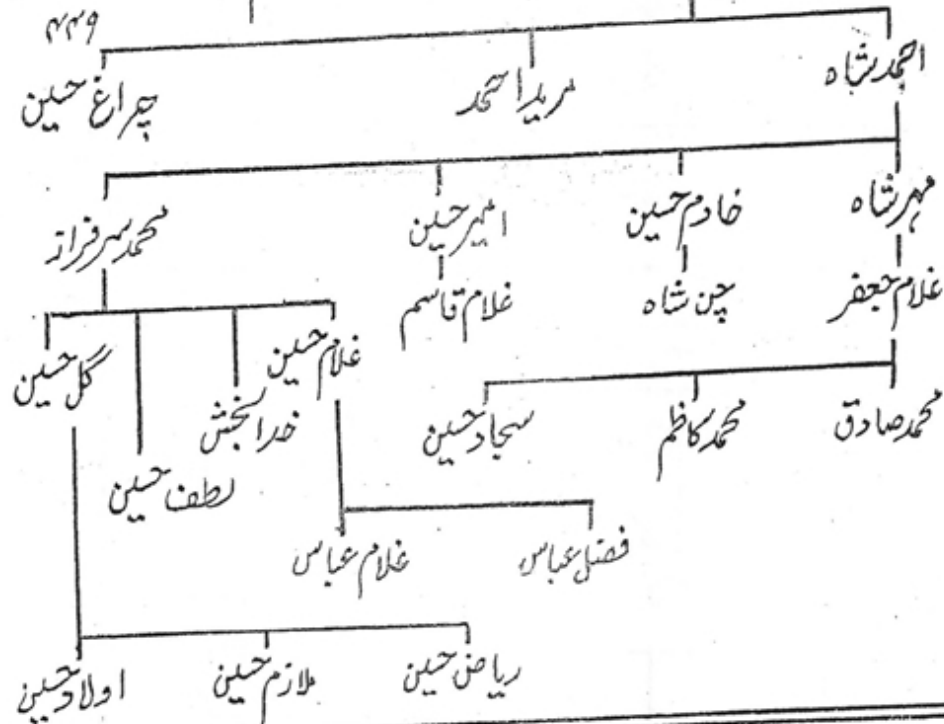 ۴۴۹
احمد شاہ مرید احمد چراغ حسین
مہر شاہ خادم حسین امیر حسین محمد سرفراز
غلام جعفر چن شاہ غلام قاسم
غلام حسین خدا بخش لطف حسین گل حسین
محمد صادق محمد کاظم سجاد حسین
فضل عباس غلام عباس
ریاض حسین ملازم حسین اولاد حسین